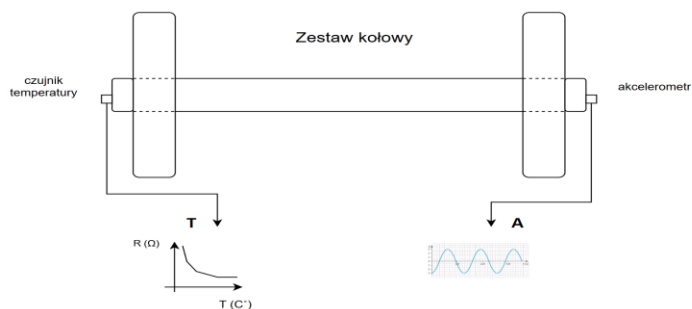 Zestaw kołowy
czujnik
temperatury
akcelerometr
T
A
R (Ω)
T (C˚)